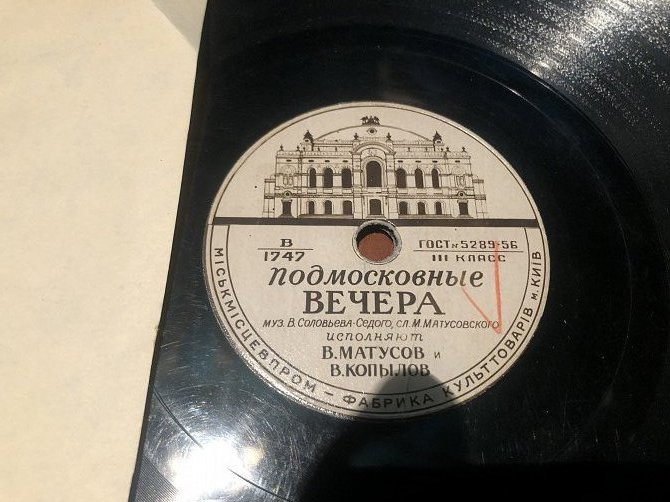 В
1747
ГОСТ № 5289-56
III КЛАСС
Подмосковные
ВЕЧЕРА
МУЗ. В. СОЛОВЬЕВА-СЕДОГО, СЛ. М. МАТУСОВСКОГО
ИСПОЛНЯЮТ
В. МАТУСОВ и
В. КОПЫЛОВ
МІСЬКМІСЦЕВПРОМ – ФАБРИКА КУЛЬТТОВАРІВ м. КИЇВ